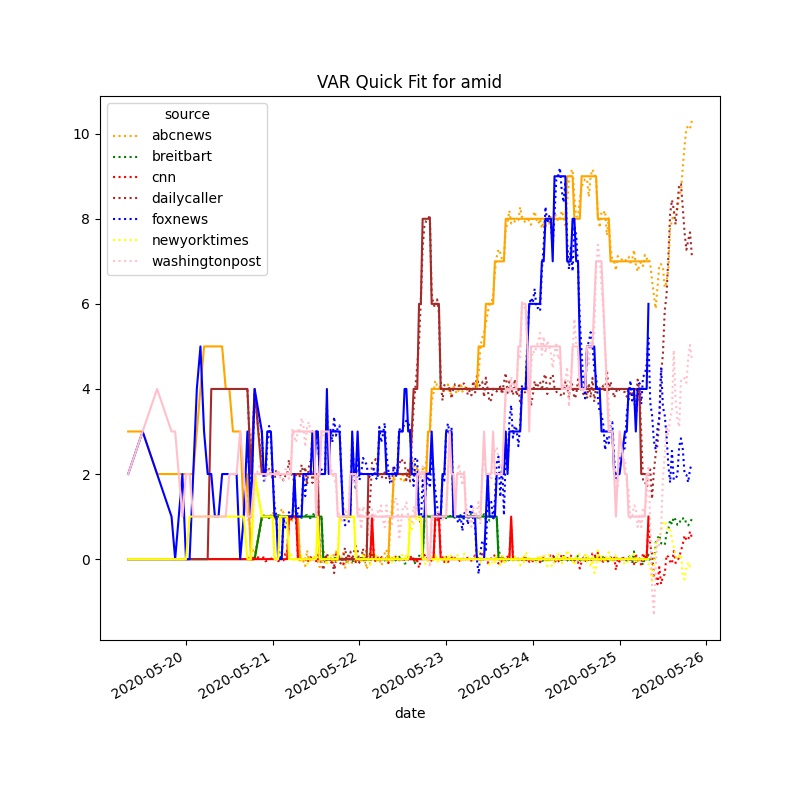 VAR Quick Fit for amid
source
abcnews
breitbart
cnn
dailycaller
foxnews
newyorktimes
washingtonpost
10
8
6
4
2
0
2020-05-20
2020-05-21
2020-05-22
2020-05-23
2020-05-24
2020-05-25
2020-05-26
date